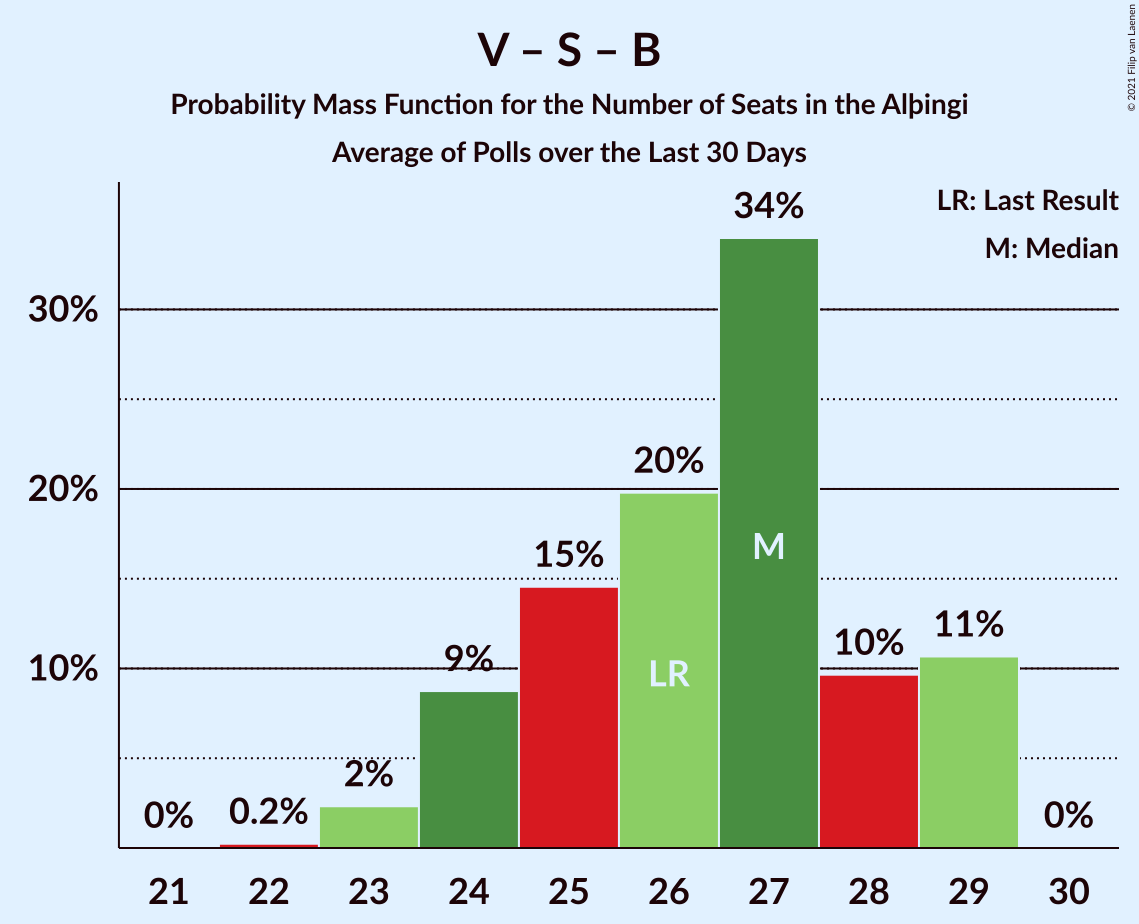 V – S – B
Probability Mass Function for the Number of Seats in the Alþingi
Average of Polls over the Last 30 Days
© 2021 Filip van Laenen
LR: Last Result
M: Median
34%
30%
20%
20%
M
15%
11%
10%
9%
10%
LR
2%
0%
0.2%
0%
21 22 23 24 25 26 27 28 29 30